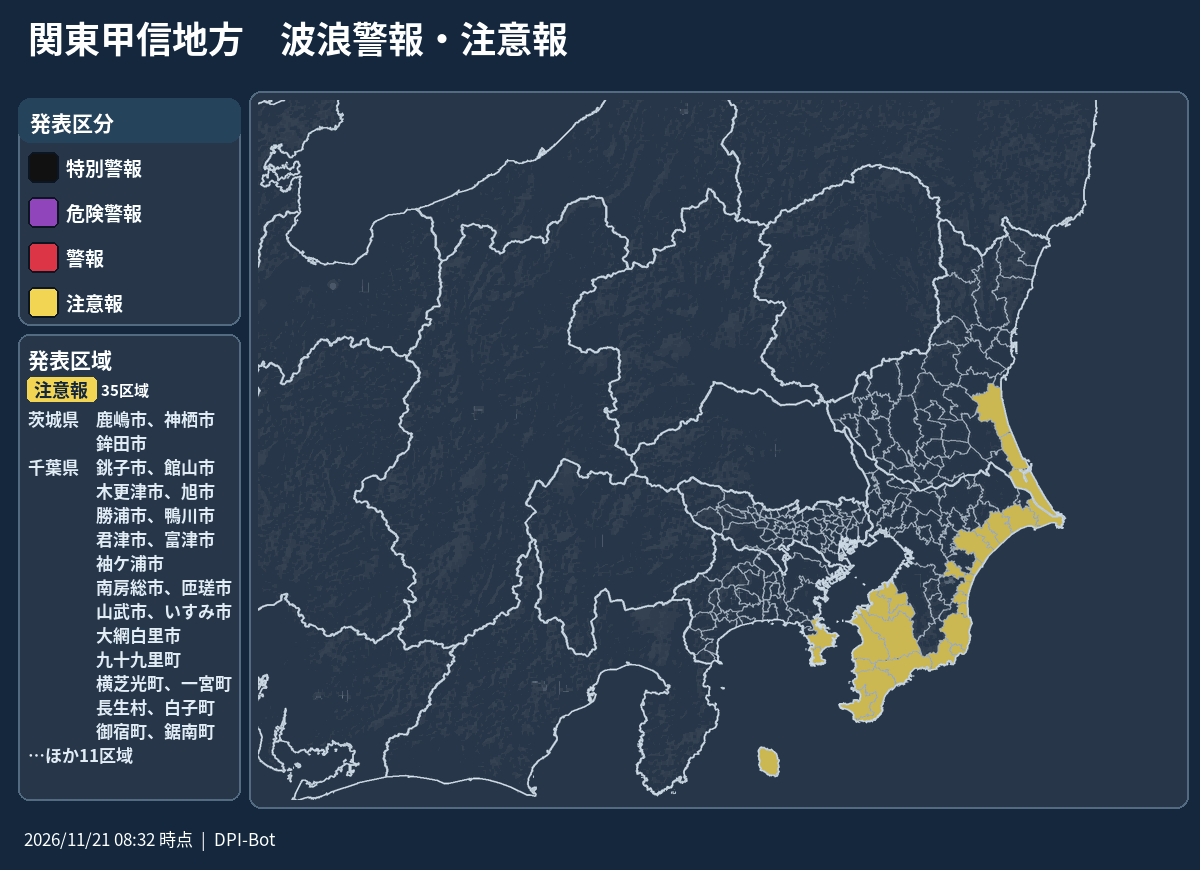 関東甲信地方　波浪警報・注意報
発表区分
特別警報
危険警報
警報
注意報
発表区域
注意報 35区域
茨城県 鹿嶋市、神栖市
鉾田市
千葉県 銚子市、館山市
木更津市、旭市
勝浦市、鴨川市
君津市、富津市
袖ケ浦市
南房総市、匝瑳市
山武市、いすみ市
大網白里市
九十九里町
横芝光町、一宮町
長生村、白子町
御宿町、鋸南町
…ほか11区域
2026/11/21 08:32 時点｜DPI-Bot